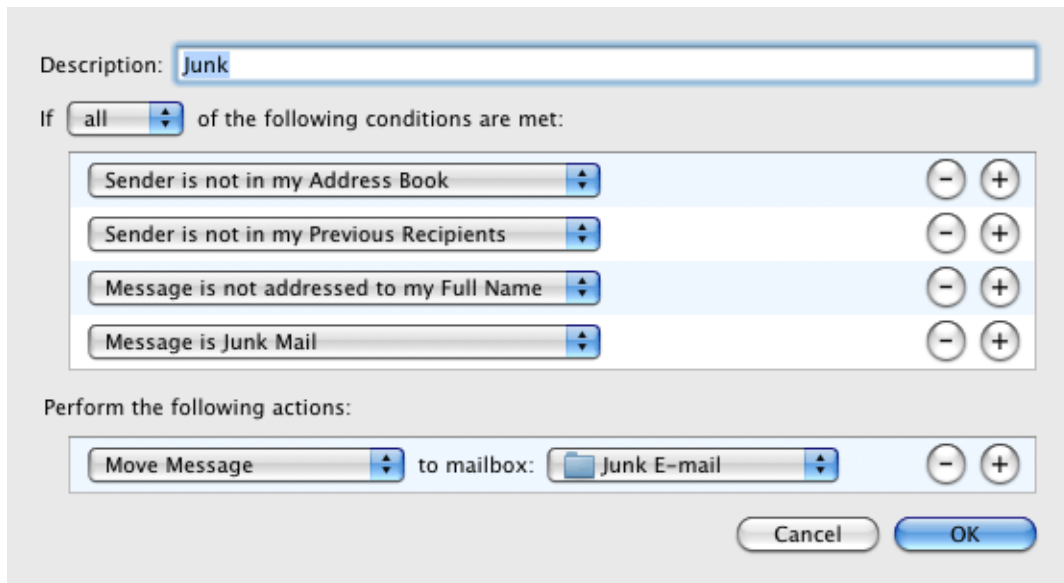 Description: Junk
If all of the following conditions are met:
Sender is not in my Address Book
Sender is not in my Previous Recipients
Message is not addressed to my Full Name
Message is Junk Mail
Perform the following actions:
Move Message to mailbox: Junk E-mail
Cancel OK